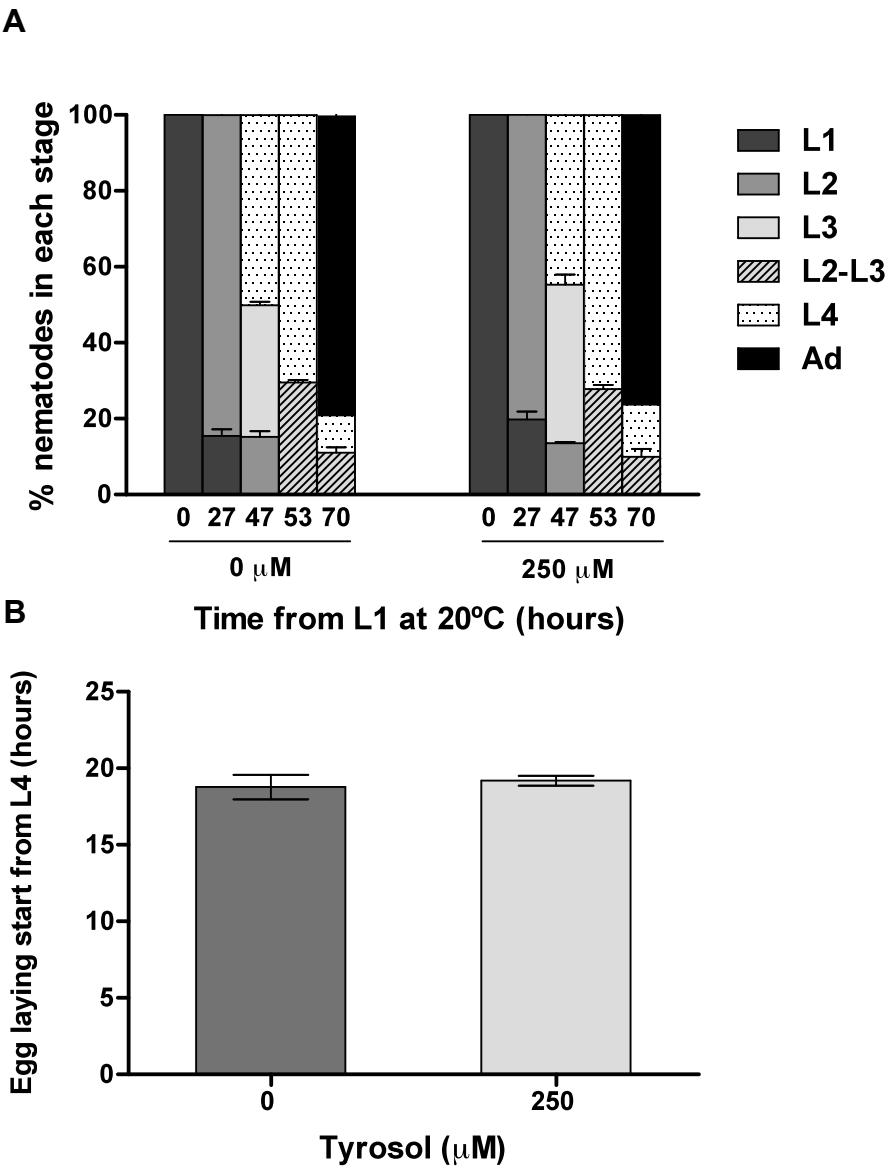 A
% nematodes in each stage
100
80
60
40
20
0
0 27 47 53 70
0 27 47 53 70
0 μM
250 μM
Time from L1 at 20ºC (hours)
L1
L2
L3
L2-L3
L4
Ad
B
Egg laying start from L4 (hours)
25
20
15
10
5
0
0
250
Tyrosol (μM)